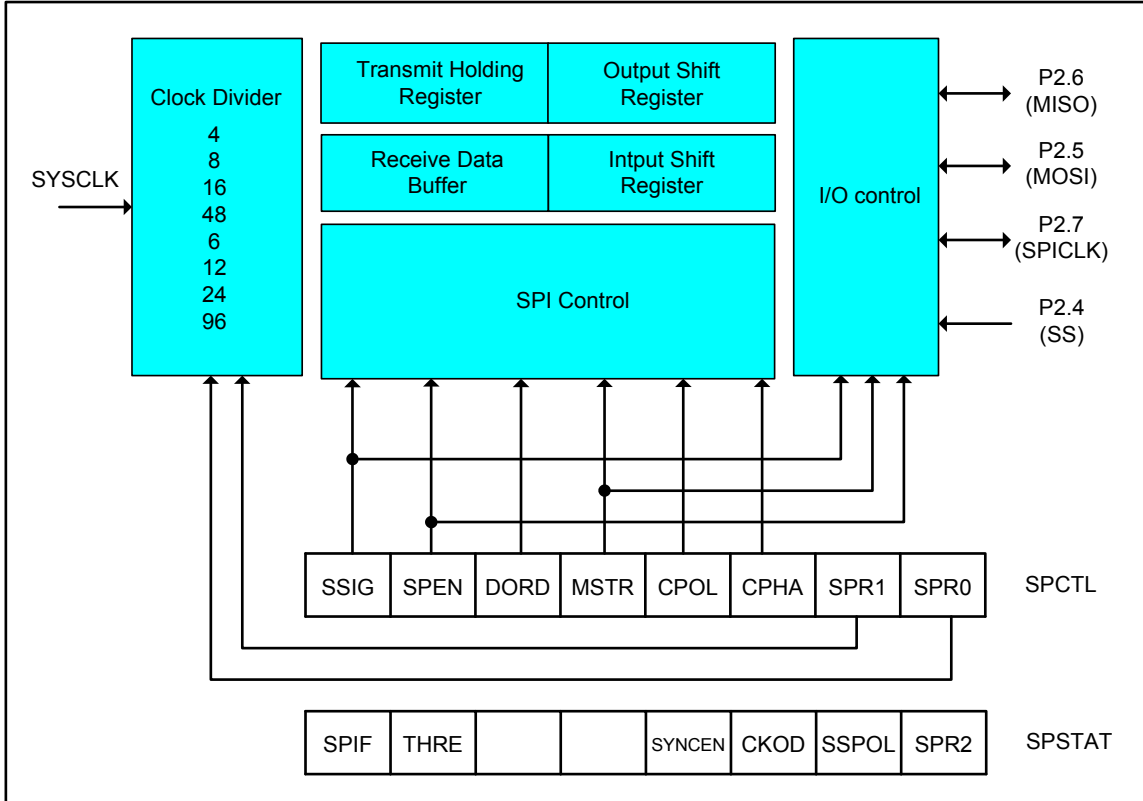 Clock Divider
4
8
16
48
6
12
24
96
SYSCLK
Transmit Holding
Register
Output Shift
Register
Receive Data
Buffer
Intput Shift
Register
SPI Control
I/O control
P2.6
(MISO)
P2.5
(MOSI)
P2.7
(SPICLK)
P2.4
(SS)
SSIG SPEN DORD MSTR CPOL CPHA SPR1 SPR0 SPCTL
SPIF THRE SYNCEN CKOD SSPOL SPR2 SPSTAT